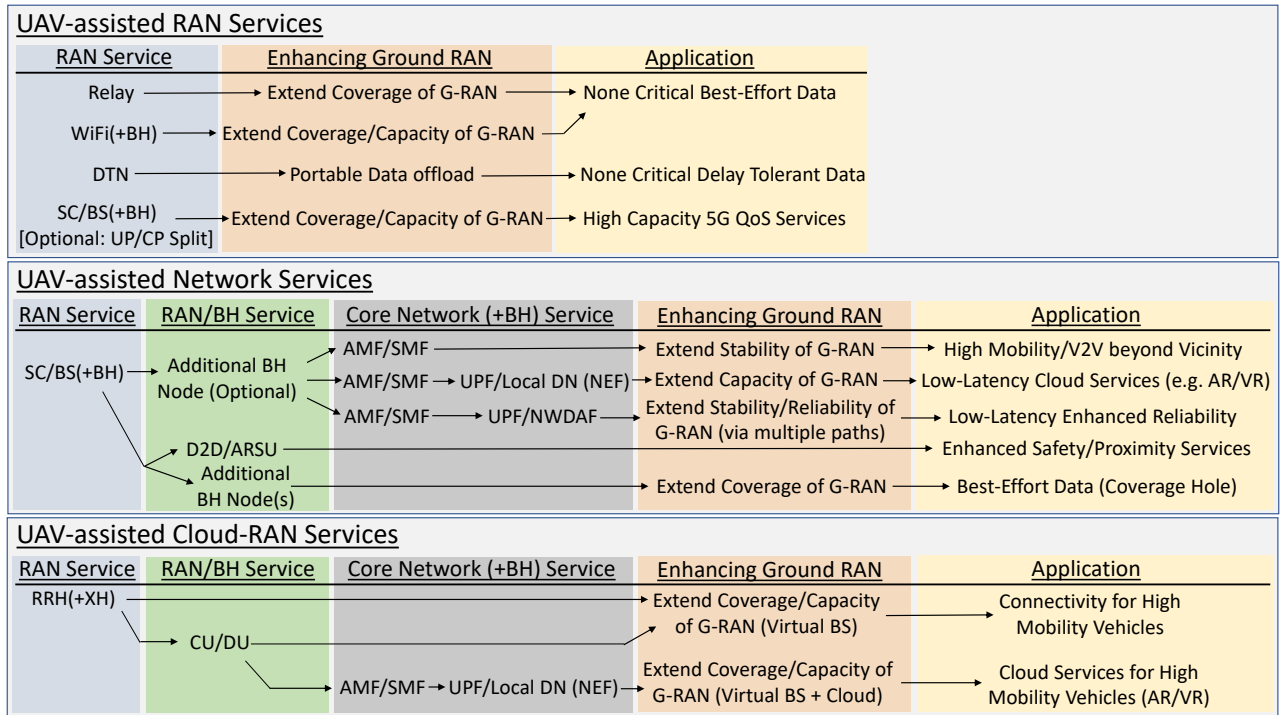 UAV-assisted RAN Services
RAN Service Enhancing Ground RAN Application
Relay Extend Coverage of G-RAN None Critical Best-Effort Data
WiFi(+BH) Extend Coverage/Capacity of G-RAN
DTN Portable Data offload None Critical Delay Tolerant Data
SC/BS(+BH) Extend Coverage/Capacity of G-RAN High Capacity 5G QoS Services
[Optional: UP/CP Split]
UAV-assisted Network Services
RAN Service RAN/BH Service Core Network (+BH) Service Enhancing Ground RAN Application
SC/BS(+BH)
Additional BH
Node (Optional)
AMF/SMF Extend Stability of G-RAN High Mobility/V2V beyond Vicinity
AMF/SMF UPF/Local DN (NEF) Extend Capacity of G-RAN Low-Latency Cloud Services (e.g. AR/VR)
AMF/SMF UPF/NWDAF Extend Stability/Reliability of
G-RAN (via multiple paths)
Low-Latency Enhanced Reliability
D2D/ARSU Enhanced Safety/Proximity Services
Additional
BH Node(s)
Extend Coverage of G-RAN Best-Effort Data (Coverage Hole)
UAV-assisted Cloud-RAN Services
RAN Service RAN/BH Service Core Network (+BH) Service Enhancing Ground RAN Application
RRH(+XH)
Extend Coverage/Capacity
of G-RAN (Virtual BS)
Connectivity for High
Mobility Vehicles
CU/DU
AMF/SMF UPF/Local DN (NEF)
Extend Coverage/Capacity of
G-RAN (Virtual BS + Cloud)
Cloud Services for High
Mobility Vehicles (AR/VR)